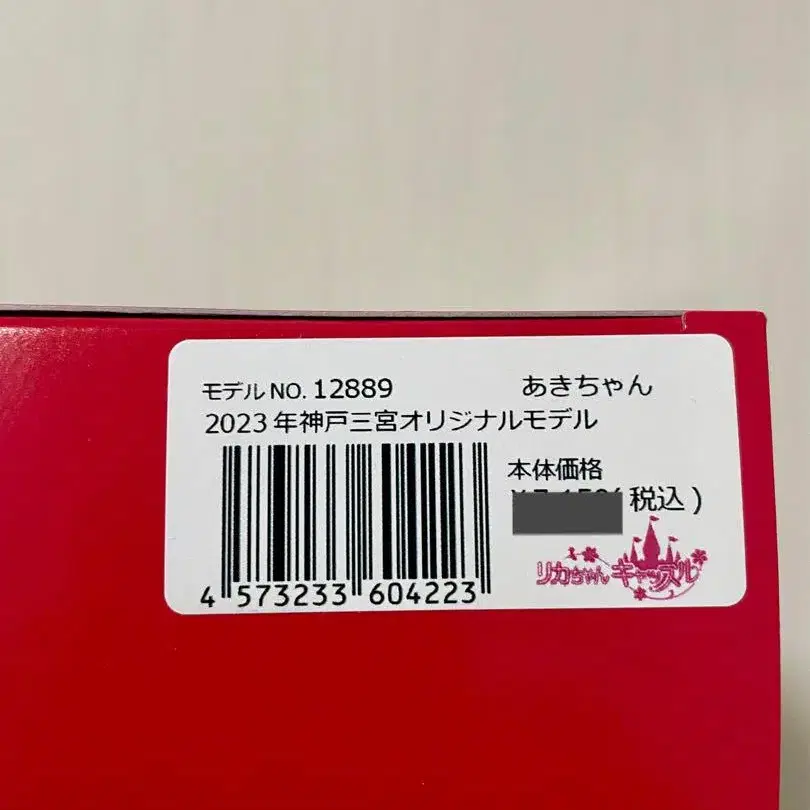 モデルNO. 12889 あきちゃん
2023年神戸三宮オリジナルモデル
本体価格
税込)
4 573233 604223
リカちゃん キャッスル